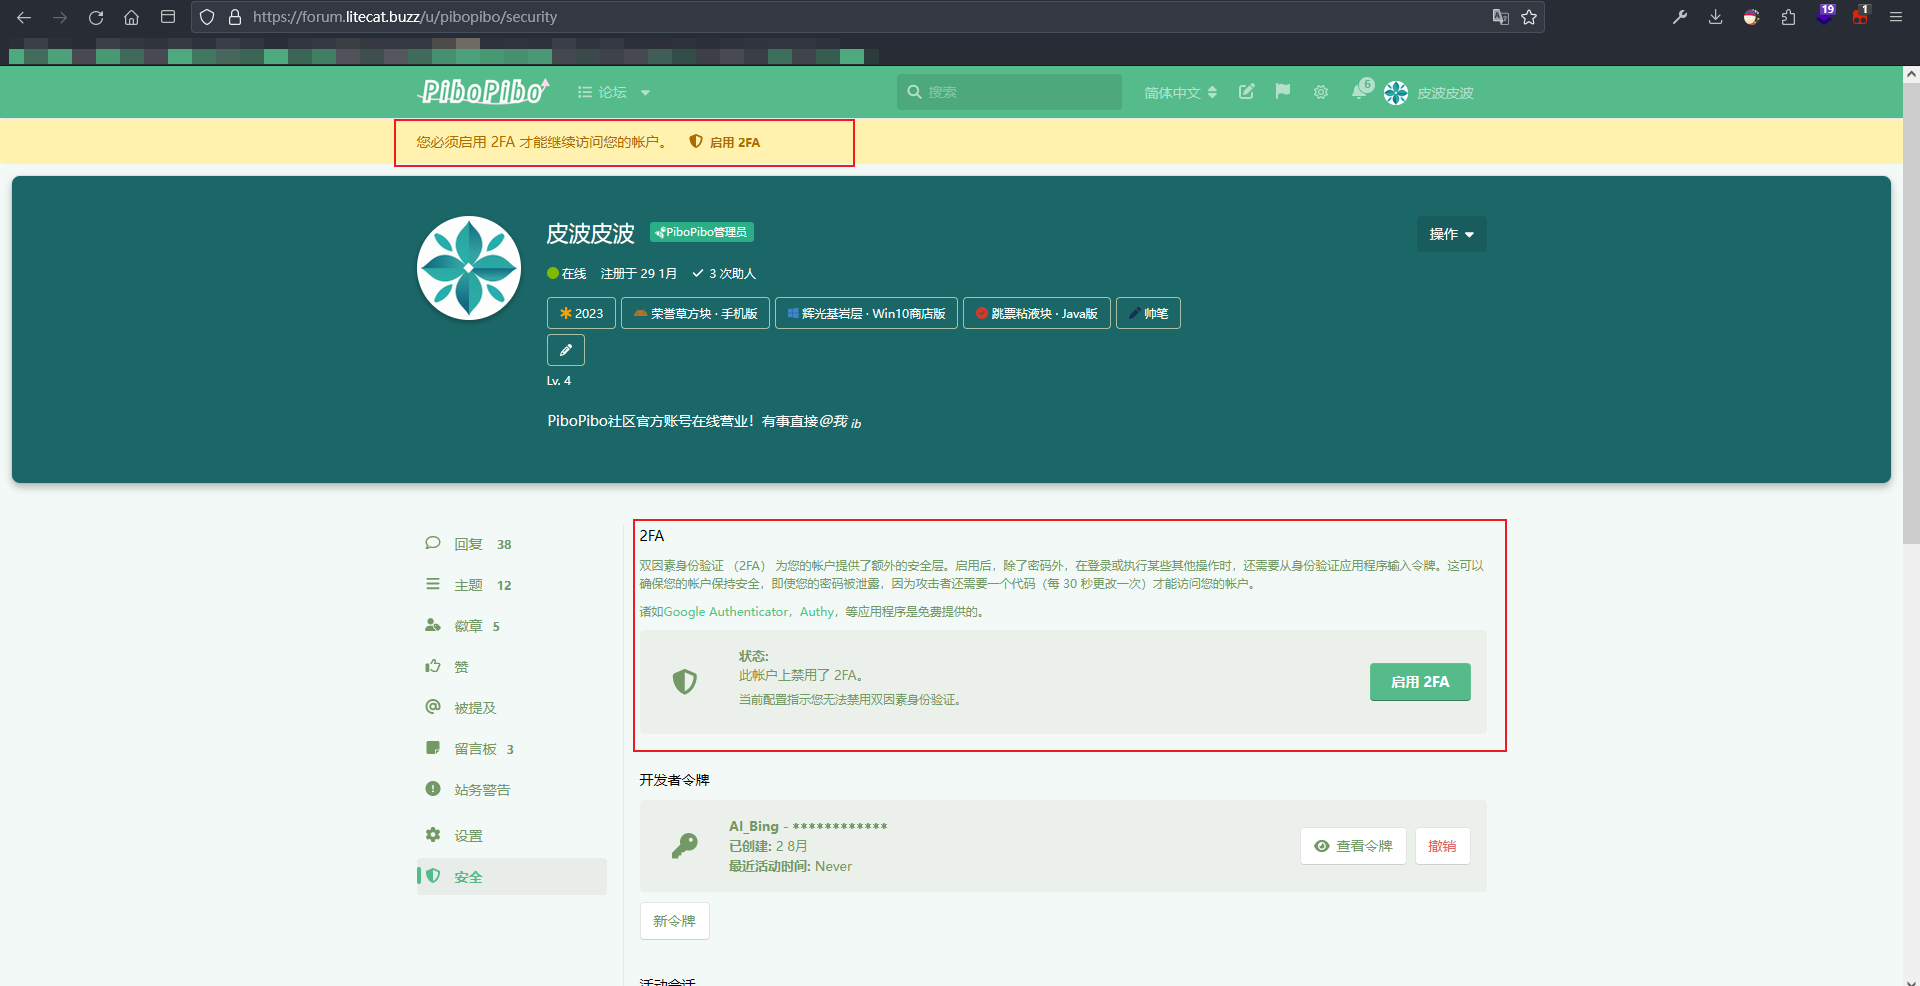 https://forum.litecat.buzz/u/pibopibo/security
19
1
PiboPibo
论坛
搜索
简体中文
6
皮波皮波
您必须启用 2FA 才能继续访问您的帐户。 启用 2FA
皮波皮波 PiboPibo管理员
操作
在线 注册于 29 1月 3 次助人
2023 荣誉草方块 · 手机版 辉光基岩层 · Win10商店版 跳票粘液块 · Java版 帅笔
Lv. 4
PiboPibo社区官方账号在线营业！有事直接@我 ib
回复 38
主题 12
徽章 5
赞
被提及
留言板 3
站务警告
设置
安全
2FA
双因素身份验证 （2FA） 为您的帐户提供了额外的安全层。启用后，除了密码外，在登录或执行某些其他操作时，还需要从身份验证应用程序输入令牌。这可以
确保您的帐户保持安全，即使您的密码被泄露，因为攻击者还需要一个代码（每 30 秒更改一次）才能访问您的帐户。
诸如Google Authenticator，Authy，等应用程序是免费提供的。
状态:
此帐户上禁用了 2FA。
当前配置指示您无法禁用双因素身份验证。
启用 2FA
开发者令牌
AI_Bing - ************
已创建: 2 8月
最近活动时间: Never
查看令牌
撤销
新令牌
活动会话